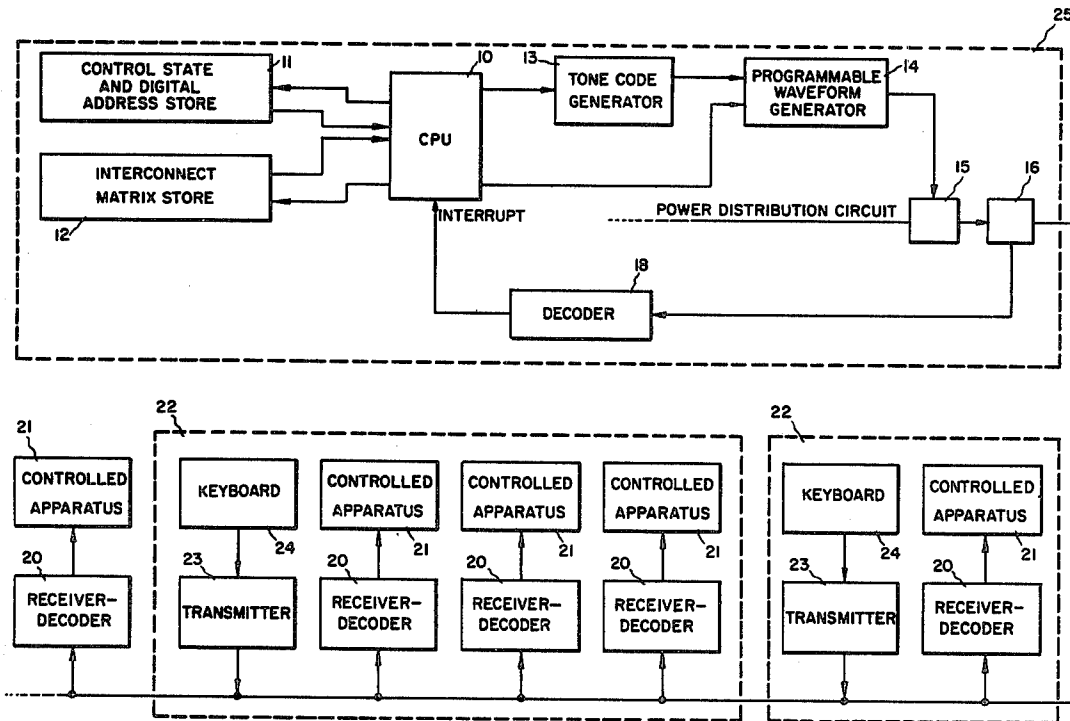 25
11
CONTROL STATE
AND DIGITAL
ADDRESS STORE
10
CPU
13
TONE CODE
GENERATOR
PROGRAMMABLE
WAVEFORM
GENERATOR
14
INTERCONNECT
MATRIX STORE
12
INTERRUPT
POWER DISTRIBUTION CIRCUIT
15
16
18
DECODER
21
CONTROLLED
APPARATUS
20
RECEIVER-
DECODER
22
KEYBOARD
24
23
TRANSMITTER
CONTROLLED
APPARATUS
21
20
RECEIVER-
DECODER
CONTROLLED
APPARATUS
21
20
RECEIVER-
DECODER
CONTROLLED
APPARATUS
21
20
RECEIVER-
DECODER
22
KEYBOARD
24
23
TRANSMITTER
CONTROLLED
APPARATUS
21
20
RECEIVER-
DECODER